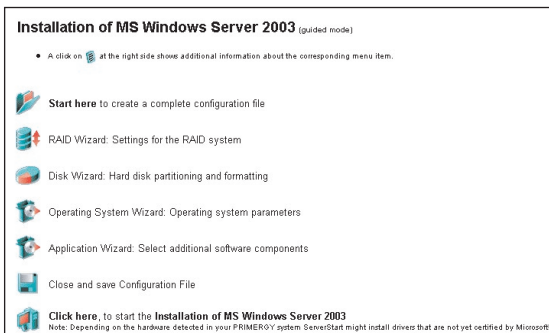 Installation of MS Windows Server 2003 (guided mode)
A click on at the right side shows additional information about the corresponding menu item.
Start here to create a complete configuration file
RAID Wizard: Settings for the RAID system
Disk Wizard: Hard disk partitioning and formatting
Operating System Wizard: Operating system parameters
Application Wizard: Select additional software components
Close and save Configuration File
Click here, to start the Installation of MS Windows Server 2003
Note: Depending on the hardware detected in your PRIMERGY system ServerStart might install drivers that are not yet certified by Microsoft